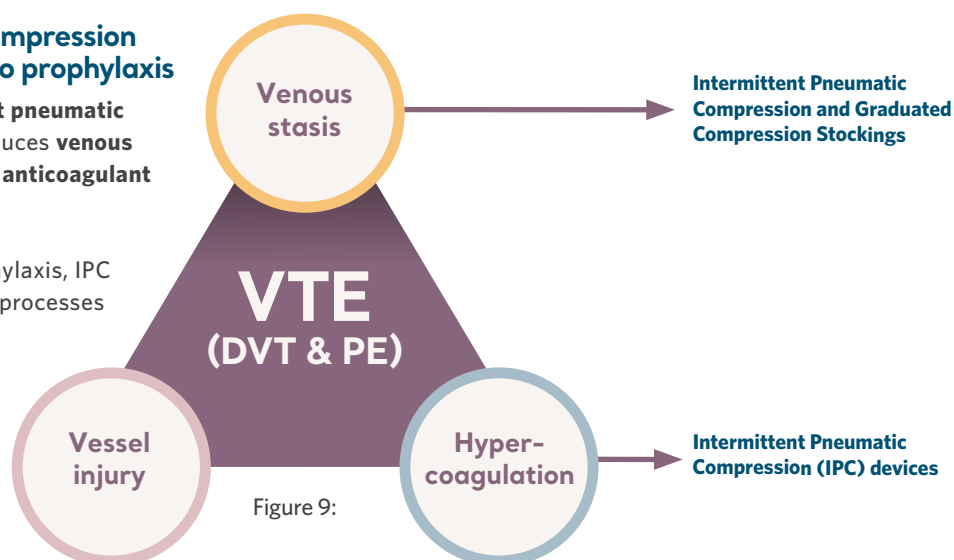 mpression
o prophylaxis
t pneumatic
uces venous
anticoagulant
ylaxis, IPC
processes
Venous
stasis
Intermittent Pneumatic
Compression and Graduated
Compression Stockings
VTE
(DVT & PE)
Vessel
injury
Hyper-
coagulation
Intermittent Pneumatic
Compression (IPC) devices
Figure 9: